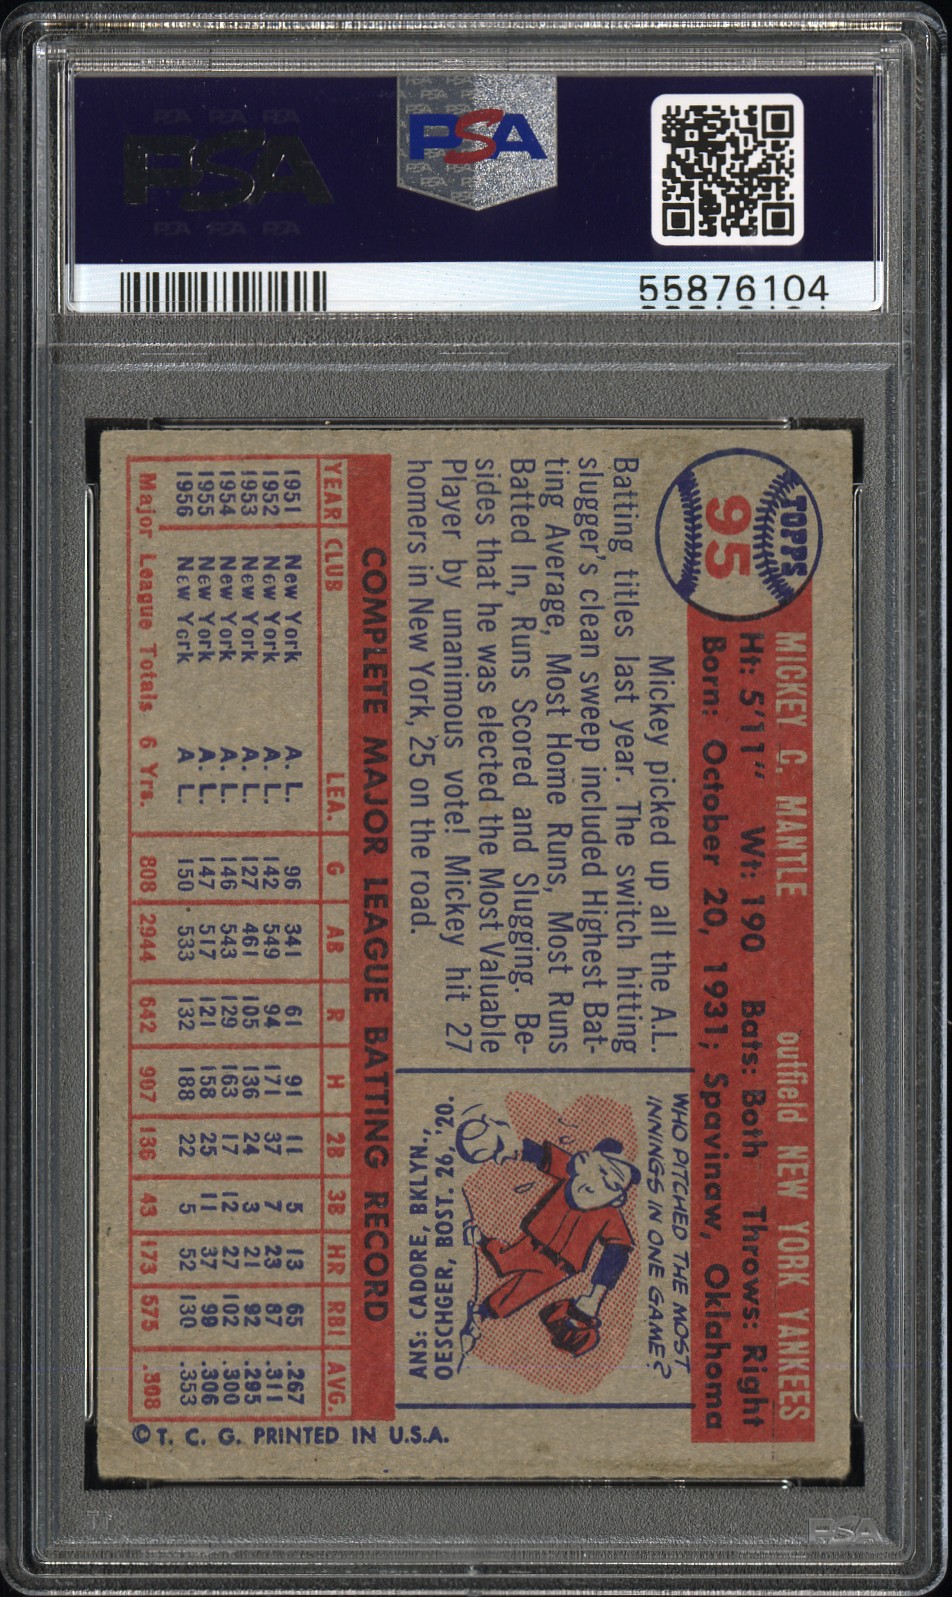 PSA PSA PSA
PSA
PSA PSA PSA
PSA
55876104
TOPPS
95
MICKEY C. MANTLE outfield NEW YORK YANKEES
Ht: 5'11" Wt: 190 Bats: Both Throws: Right
Born: October 20, 1931; Spavinaw, Oklahoma
Mickey picked up all the A.L.
Batting titles last year. The switch hitting
slugger's clean sweep included Highest Bat-
ting Average, Most Home Runs, Most Runs
Batted In, Runs Scored and Slugging. Be-
sides that he was elected the Most Valuable
Player by unanimous vote! Mickey hit 27
homers in New York, 25 on the road.
WHO PITCHED THE MOST
INNINGS IN ONE GAME?
ANS: CADORE, BKLYN.,
OESCHGER, BOST. 26, '20.
COMPLETE MAJOR LEAGUE BATTING RECORD
YEAR CLUB LEA. G AB R H 2B 3B HR RBI AVG.
1951 New York A. L. 96 341 61 91 11 5 13 65 .267
1952 New York A. L. 142 549 94 171 37 7 23 87 .311
1953 New York A. L. 127 461 105 136 24 3 21 92 .295
1954 New York A. L. 146 543 129 163 17 12 27 102 .300
1955 New York A. L. 147 517 121 158 25 11 37 99 .306
1956 New York A L. 150 533 132 188 22 5 52 130 .353
Major League Totals 6 Yrs. 808 2944 642 907 136 43 173 575 .308
© T. C. G. PRINTED IN U.S.A.
PSA